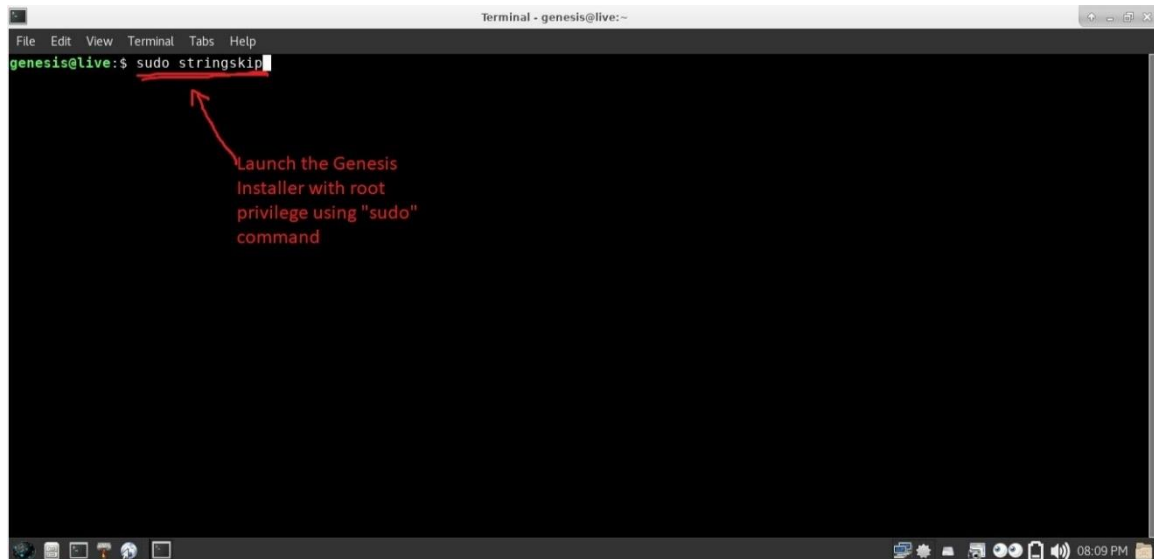 Terminal - genesis@live:~
File Edit View Terminal Tabs Help
genesis@live:$ sudo stringskip
Launch the Genesis
Installer with root
privilege using "sudo"
command
08:09 PM